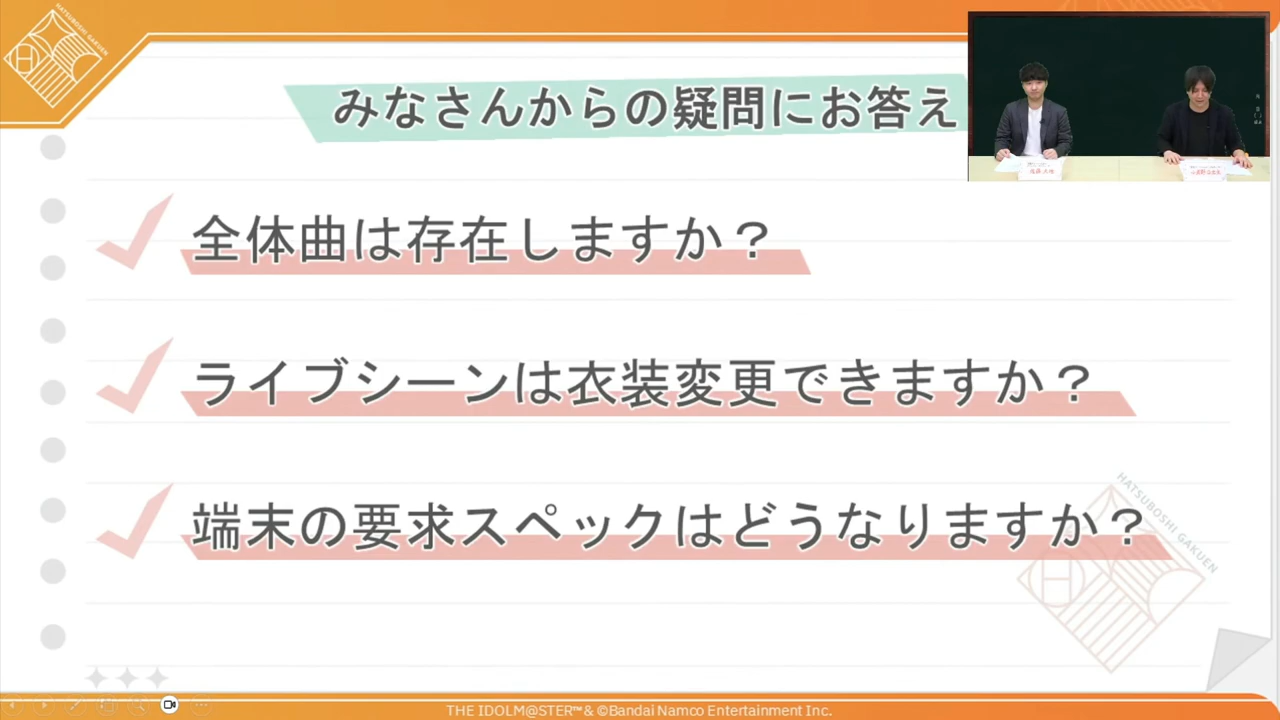 HATSUBOSHI GAKUEN
みなさんからの疑問にお答え
全体曲は存在しますか？
ライブシーンは衣装変更できますか？
端末の要求スペックはどうなりますか？
HATSUBOSHI GAKUEN
THE IDOLM@STER™& ©Bandai Namco Entertainment Inc.